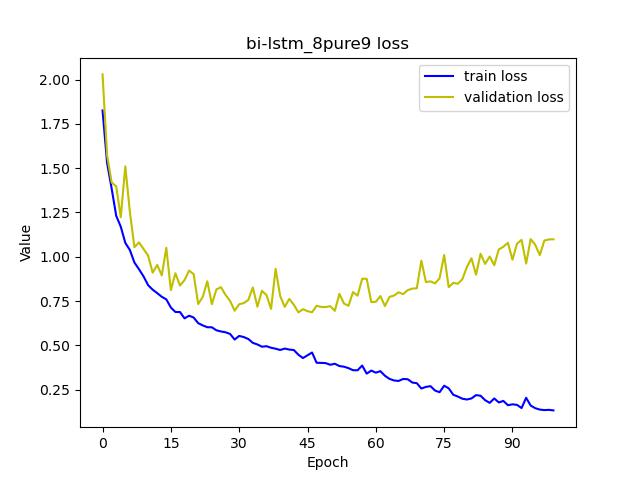 bi-lstm_8pure9 loss
train loss
validation loss
Value
2.00
1.75
1.50
1.25
1.00
0.75
0.50
0.25
0 15 30 45 60 75 90
Epoch